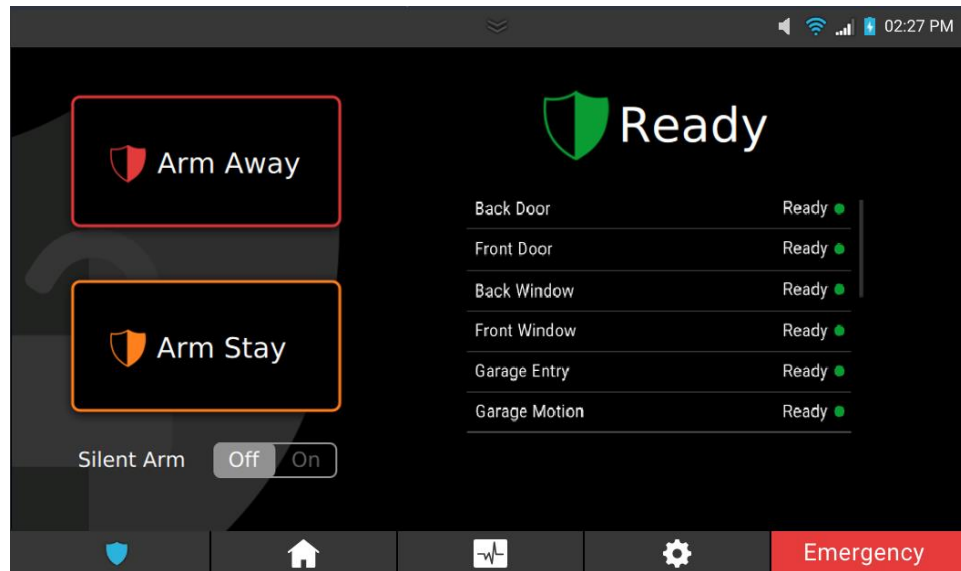 02:27 PM
Arm Away
Arm Stay
Silent Arm Off On
Ready
Back Door Ready
Front Door Ready
Back Window Ready
Front Window Ready
Garage Entry Ready
Garage Motion Ready
Emergency